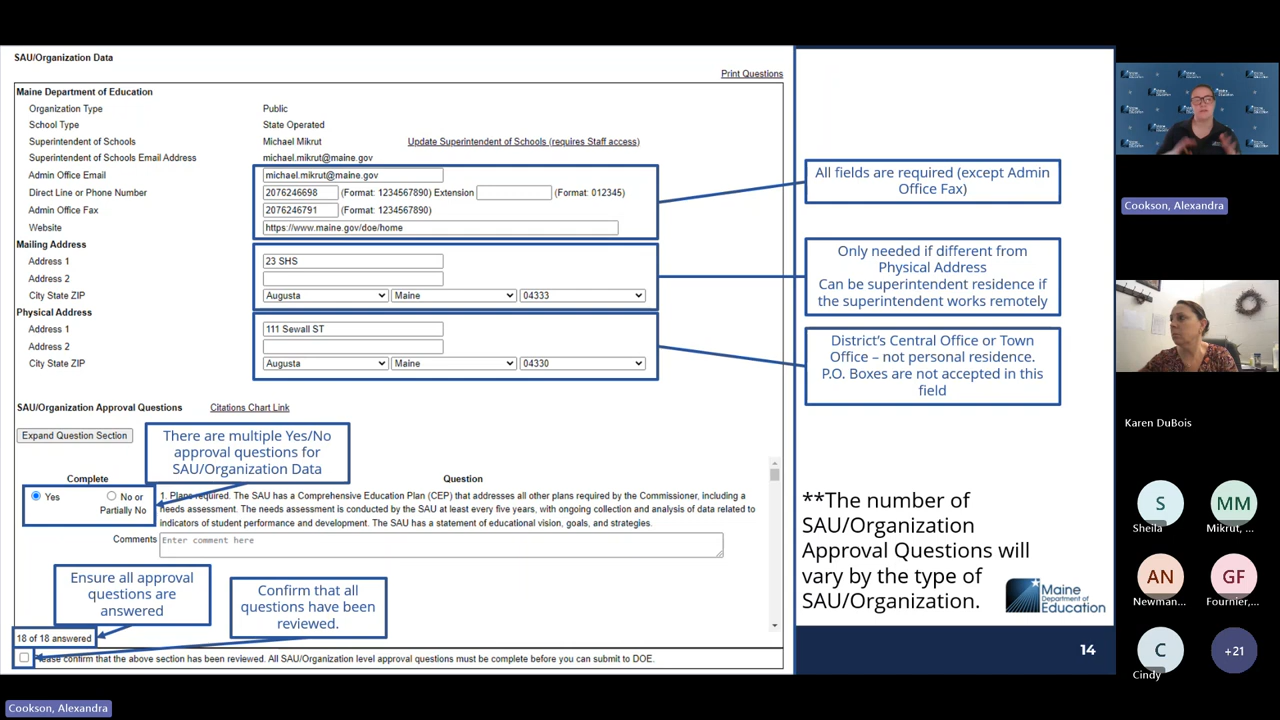 SAU/Organization Data
Print Questions
Maine Department of Education
Organization Type Public
School Type State Operated
Superintendent of Schools Michael Mikrut Update Superintendent of Schools (requires Staff access)
Superintendent of Schools Email Address michael.mikrut@maine.gov
Admin Office Email michael.mikrut@maine.gov
Direct Line or Phone Number 2076246698 (Format: 1234567890) Extension (Format: 012345)
Admin Office Fax 2076246791 (Format: 1234567890)
Website https://www.maine.gov/doe/home
Mailing Address
Address 1 23 SHS
Address 2
City State ZIP Augusta Maine 04333
Physical Address
Address 1 111 Sewall ST
Address 2
City State ZIP Augusta Maine 04330
SAU/Organization Approval Questions Citations Chart Link
Expand Question Section
There are multiple Yes/No
approval questions for
SAU/Organization Data
Complete Question
Yes No or
Partially No
1. Plans required. The SAU has a Comprehensive Education Plan (CEP) that addresses all other plans required by the Commissioner, including a
needs assessment. The needs assessment is conducted by the SAU at least every five years, with ongoing collection and analysis of data related to
indicators of student performance and development. The SAU has a statement of educational vision, goals, and strategies.
Comments Enter comment here
Ensure all approval
questions are
answered
Confirm that all
questions have been
reviewed.
18 of 18 answered
Please confirm that the above section has been reviewed. All SAU/Organization level approval questions must be complete before you can submit to DOE.
All fields are required (except Admin
Office Fax)
Only needed if different from
Physical Address
Can be superintendent residence if
the superintendent works remotely
District's Central Office or Town
Office – not personal residence.
P.O. Boxes are not accepted in this
field
**The number of
SAU/Organization
Approval Questions will
vary by the type of
SAU/Organization.
Maine
Department of
Education
14
Cookson, Alexandra
Cookson, Alexandra
Karen DuBois
S
Sheila
MM
Mikrut, ...
AN
Newman...
GF
Fournier,...
C
Cindy
+21